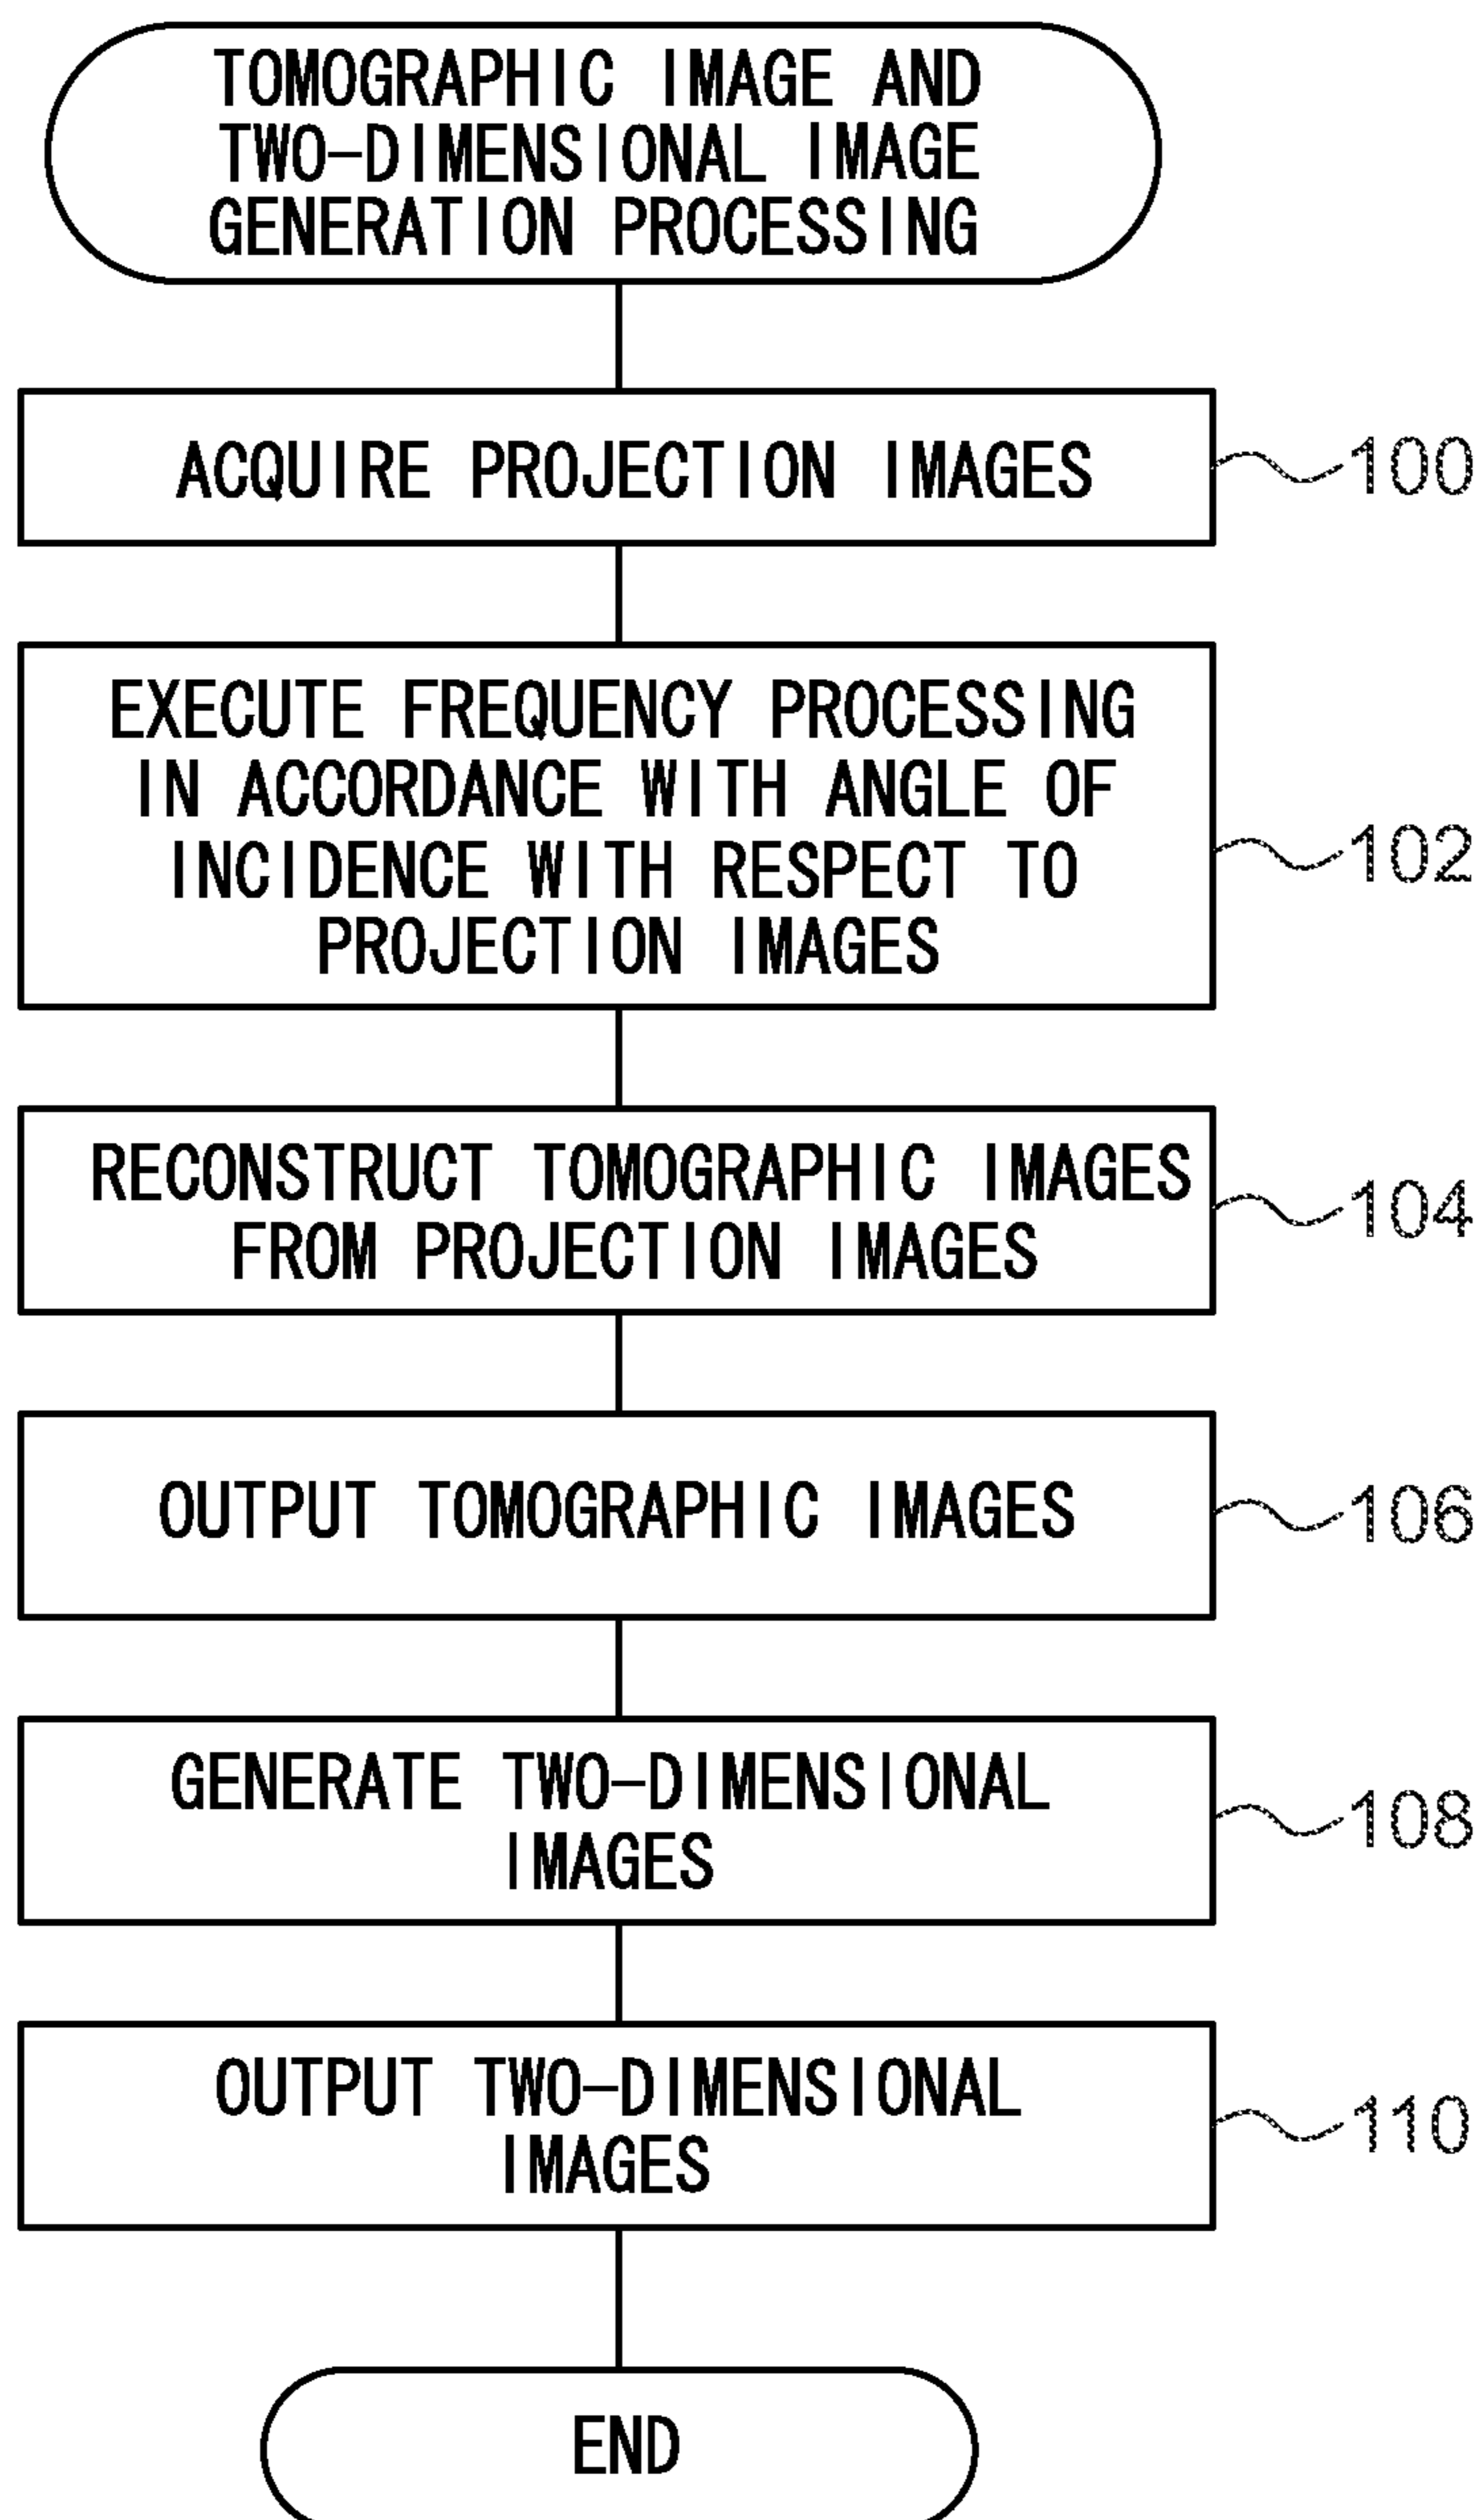 TOMOGRAPHIC IMAGE AND
TWO-DIMENSIONAL IMAGE
GENERATION PROCESSING
ACQUIRE PROJECTION IMAGES
100
EXECUTE FREQUENCY PROCESSING
IN ACCORDANCE WITH ANGLE OF
INCIDENCE WITH RESPECT TO
PROJECTION IMAGES
102
RECONSTRUCT TOMOGRAPHIC IMAGES
FROM PROJECTION IMAGES
104
OUTPUT TOMOGRAPHIC IMAGES
106
GENERATE TWO-DIMENSIONAL
IMAGES
108
OUTPUT TWO-DIMENSIONAL
IMAGES
110
END